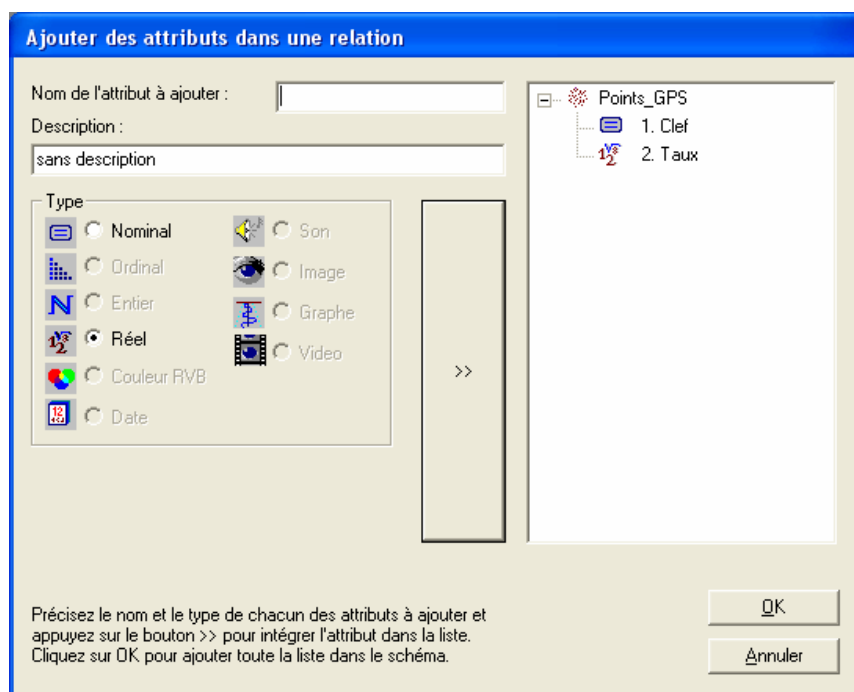 Ajouter des attributs dans une relation
Nom de l'attribut à ajouter :
Description :
sans description
Type
Nominal
Ordinal
Entier
Réel
Couleur RVB
Date
Son
Image
Graphe
Video
>>
Points_GPS
1. Clef
2. Taux
Précisez le nom et le type de chacun des attributs à ajouter et
appuyez sur le bouton >> pour intégrer l'attribut dans la liste.
Cliquez sur OK pour ajouter toute la liste dans le schéma.
OK
Annuler